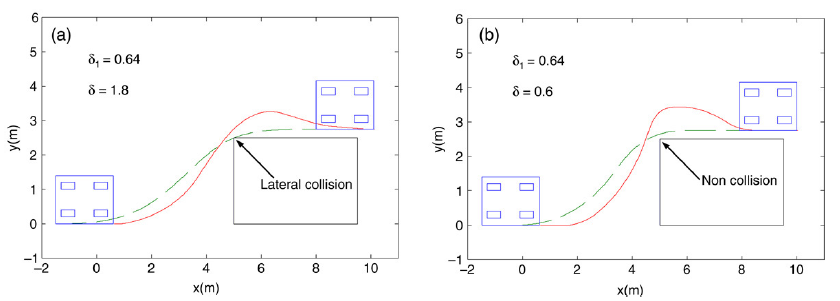 (a)
δ1 = 0.64
δ = 1.8
Lateral collision
y(m)
6
5
4
3
2
1
0
−1
−2 0 2 4 6 8 10
x(m)
(b)
δ1 = 0.64
δ = 0.6
Non collision
y(m)
6
5
4
3
2
1
0
−1
−2 0 2 4 6 8 10
x(m)